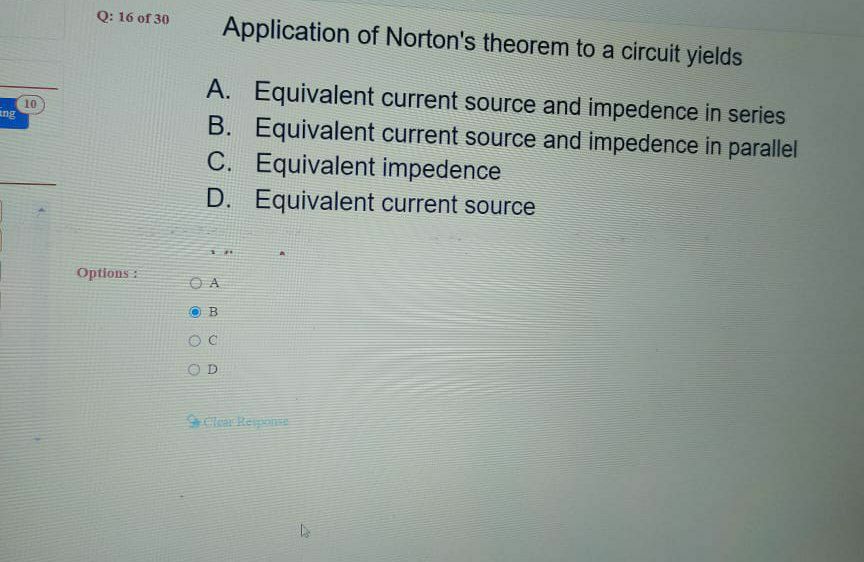 Q: 16 of 30
Application of Norton's theorem to a circuit yields
10
ing
A. Equivalent current source and impedence in series
B. Equivalent current source and impedence in parallel
C. Equivalent impedence
D. Equivalent current source
Options :
A
B
C
D
Clear Response